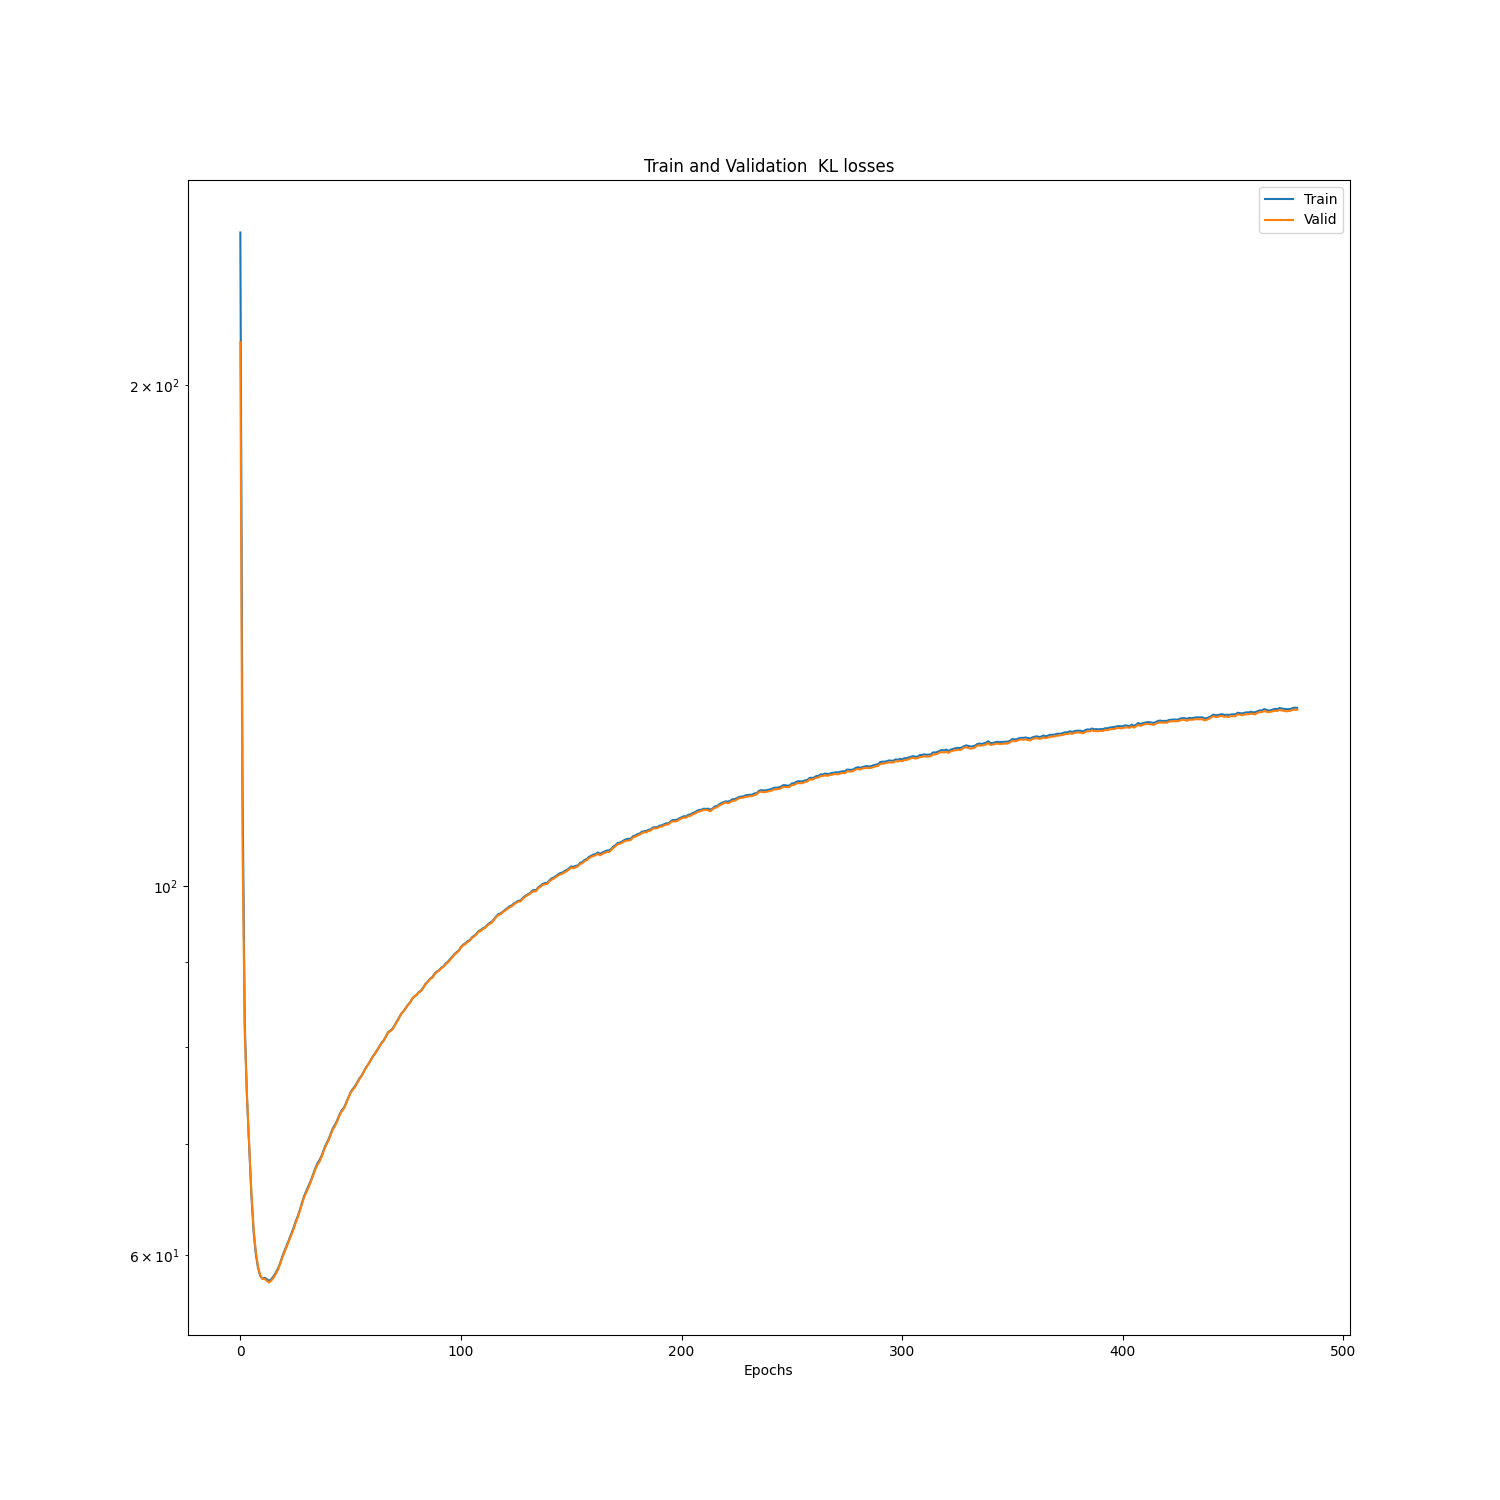 Train and Validation  KL losses
Train
Valid
2 × 10²
10²
6 × 10¹
0 100 200 300 400 500
Epochs